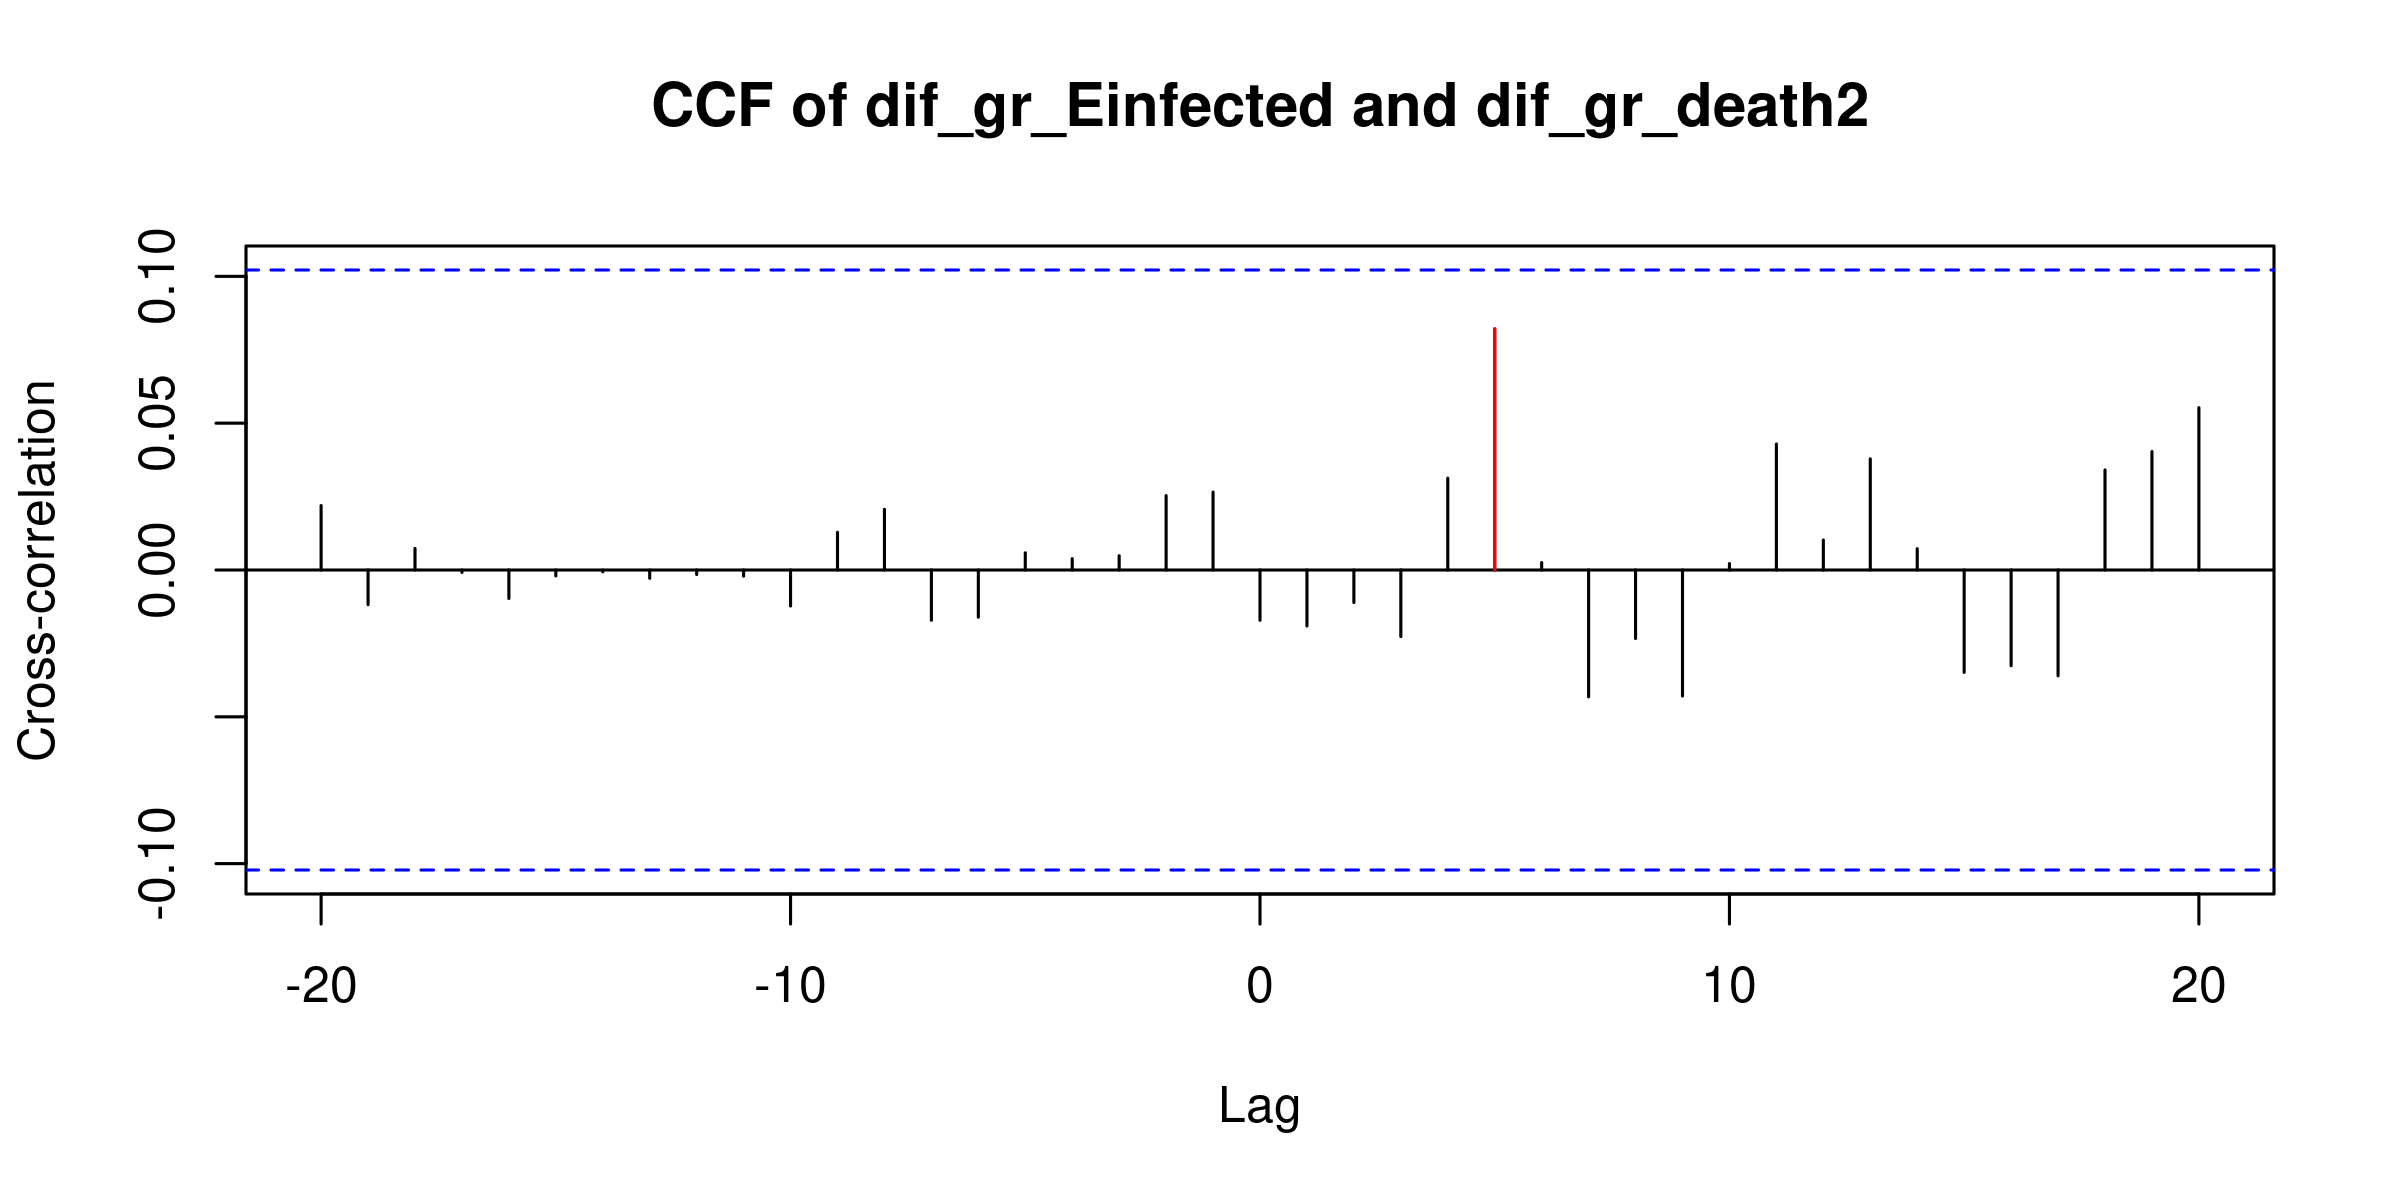 CCF of dif_gr_Einfected and dif_gr_death2
Cross-correlation
0.10
0.05
0.00
-0.10
-20 -10 0 10 20
Lag